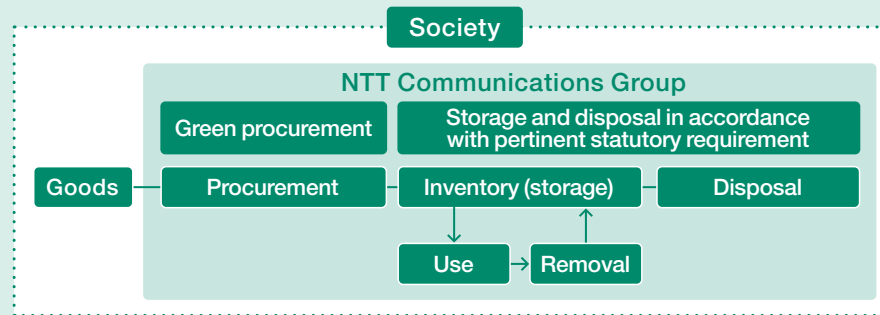 Society
NTT Communications Group
Green procurement
Storage and disposal in accordance
with pertinent statutory requirement
Goods
Procurement
Inventory (storage)
Disposal
Use
Removal